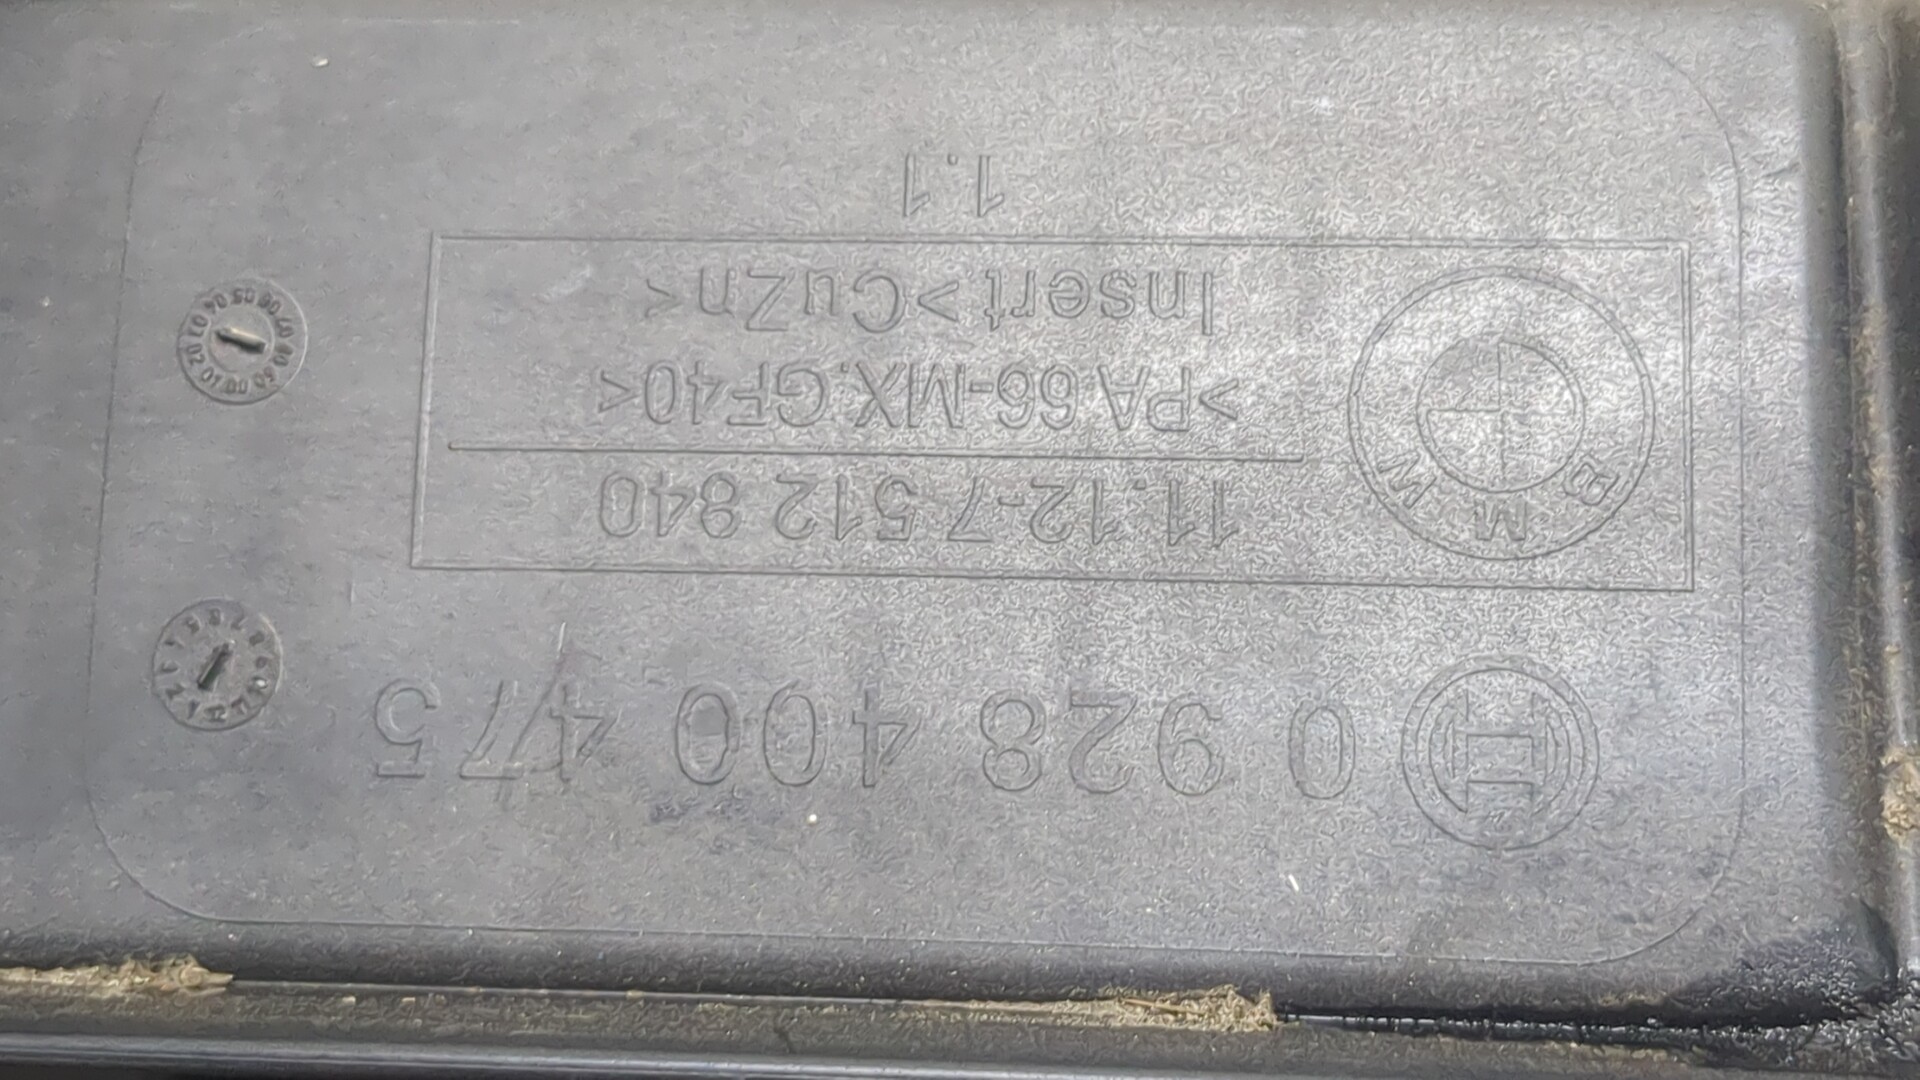 0 928 400 475
BMW
11.12-7 512 840
>PA 66-MX.GF40<
Insert >CuZn<
1.1